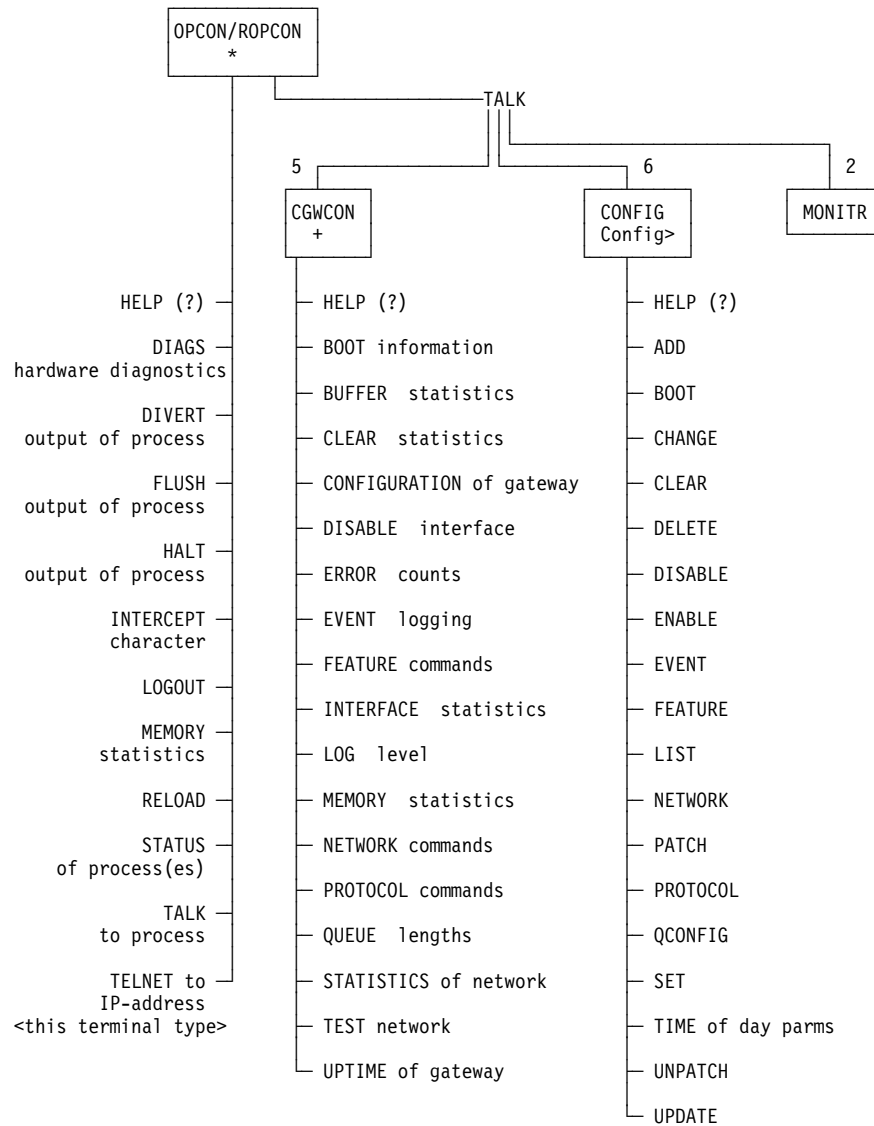 OPCON/ROPCON
*
TALK
5
6
2
CGWCON
+
CONFIG
Config>
MONITR
HELP (?)
DIAGS
hardware diagnostics
DIVERT
output of process
FLUSH
output of process
HALT
output of process
INTERCEPT
character
LOGOUT
MEMORY
statistics
RELOAD
STATUS
of process(es)
TALK
to process
TELNET to
IP-address
<this terminal type>
HELP (?)
BOOT information
BUFFER statistics
CLEAR statistics
CONFIGURATION of gateway
DISABLE interface
ERROR counts
EVENT logging
FEATURE commands
INTERFACE statistics
LOG level
MEMORY statistics
NETWORK commands
PROTOCOL commands
QUEUE lengths
STATISTICS of network
TEST network
UPTIME of gateway
HELP (?)
ADD
BOOT
CHANGE
CLEAR
DELETE
DISABLE
ENABLE
EVENT
FEATURE
LIST
NETWORK
PATCH
PROTOCOL
QCONFIG
SET
TIME of day parms
UNPATCH
UPDATE